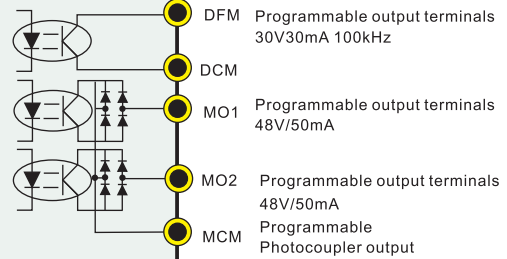 DFM Programmable output terminals
30V30mA 100kHz
DCM
MO1 Programmable output terminals
48V/50mA
MO2 Programmable output terminals
48V/50mA
MCM Programmable
Photocoupler output